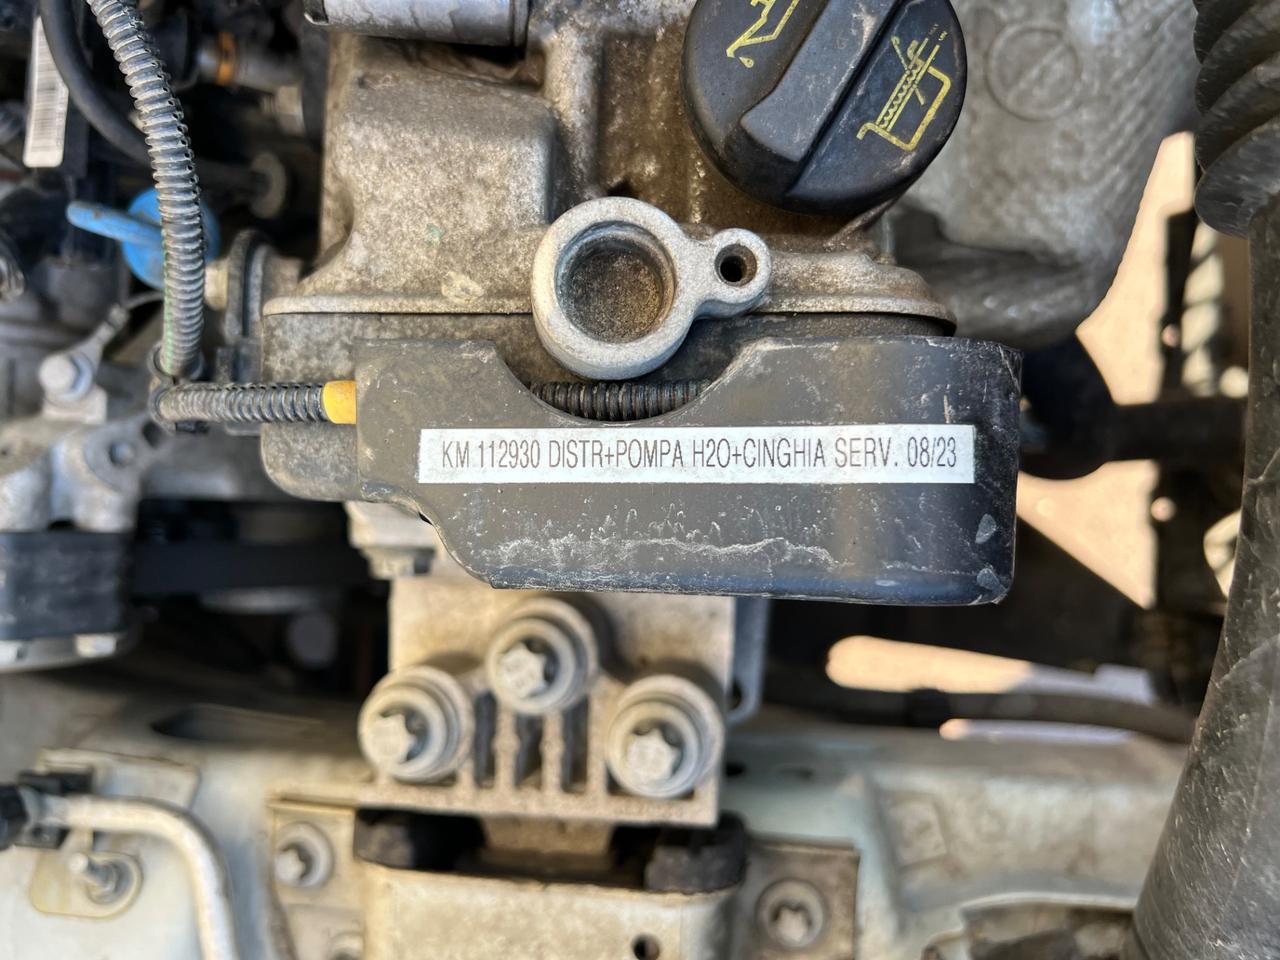 KM 112930 DISTR+POMPA H2O+CINGHIA SERV. 08/23